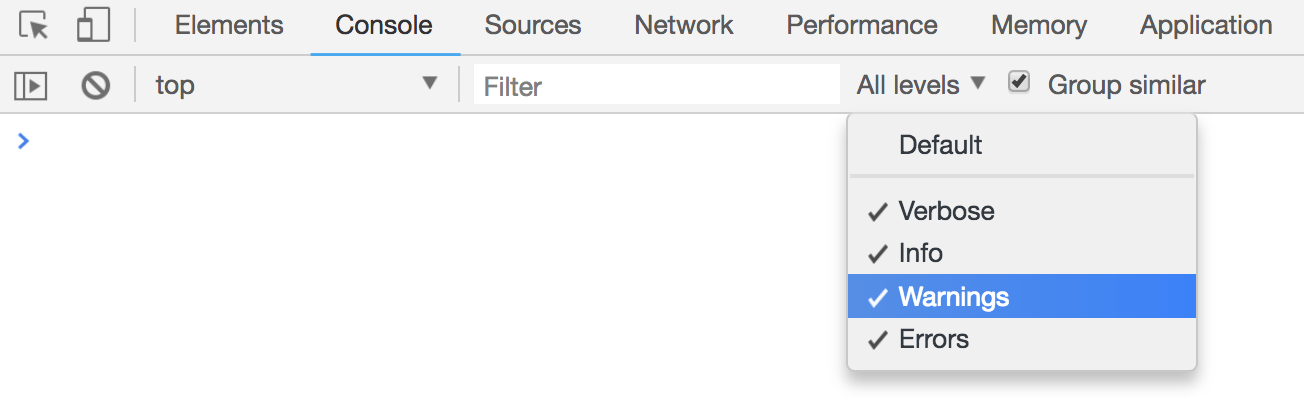 Elements Console Sources Network Performance Memory Application
top Filter All levels Group similar
Default
Verbose
Info
Warnings
Errors